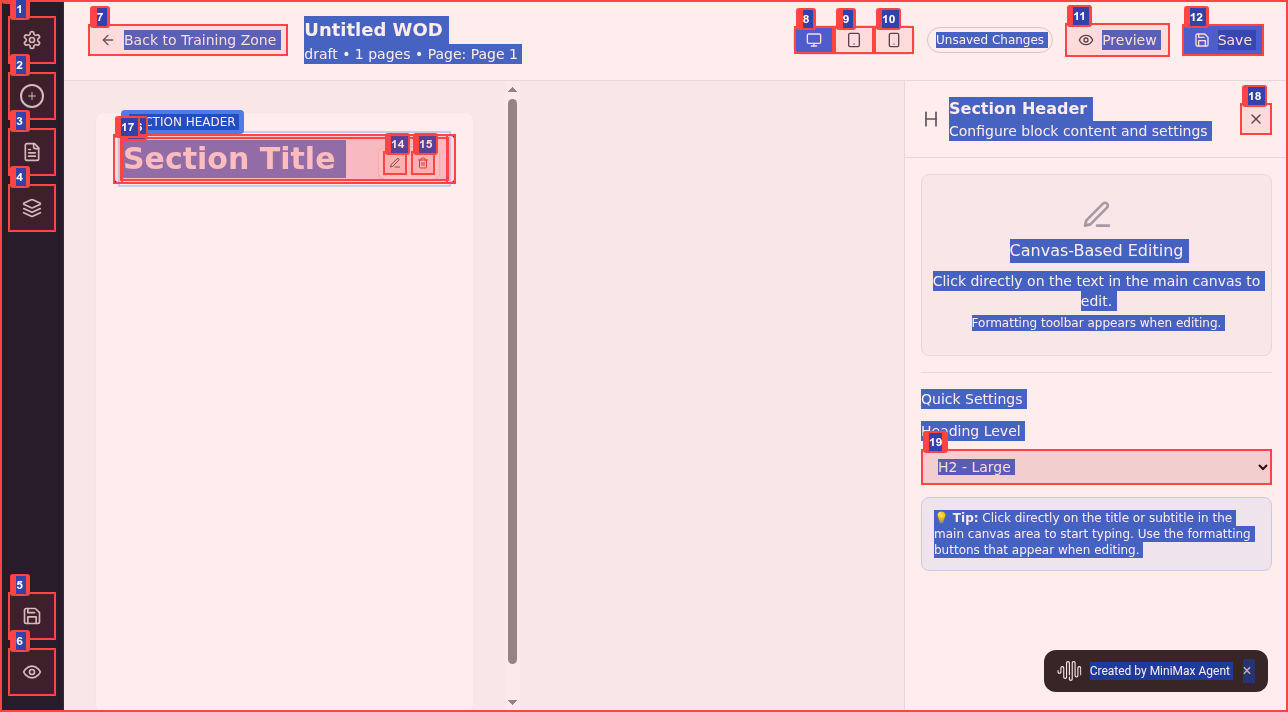 1
2
3
4
5
6
7
Back to Training Zone
Untitled WOD
draft • 1 pages • Page: Page 1
8
9
10
Unsaved Changes
11
Preview
12
Save
CTION HEADER
17
Section Title
14
15
Section Header
Configure block content and settings
18
Canvas-Based Editing
Click directly on the text in the main canvas to
edit.
Formatting toolbar appears when editing.
Quick Settings
Heading Level
19
H2 - Large
💡 Tip: Click directly on the title or subtitle in the
main canvas area to start typing. Use the formatting
buttons that appear when editing.
Created by MiniMax Agent ×